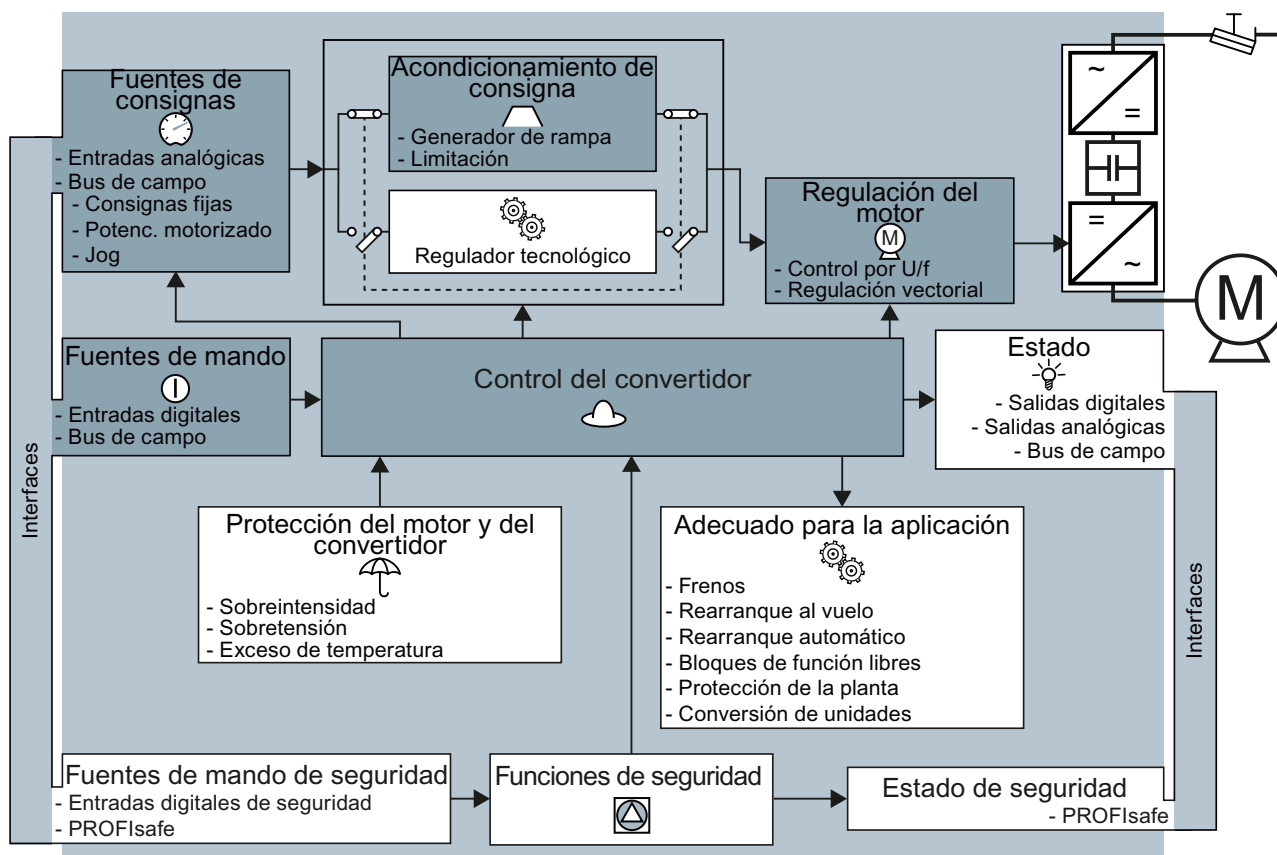 Fuentes de
consignas
- Entradas analógicas
- Bus de campo
- Consignas fijas
- Potenc. motorizado
- Jog
Acondicionamiento de
consigna
- Generador de rampa
- Limitación
Regulador tecnológico
Regulación del
motor
M
- Control por U/f
- Regulación vectorial
~
=
=
~
M
Fuentes de mando
- Entradas digitales
- Bus de campo
Control del convertidor
Estado
- Salidas digitales
- Salidas analógicas
- Bus de campo
Interfaces
Protección del motor y del
convertidor
- Sobreintensidad
- Sobretensión
- Exceso de temperatura
Adecuado para la aplicación
- Frenos
- Rearranque al vuelo
- Rearranque automático
- Bloques de función libres
- Protección de la planta
- Conversión de unidades
Interfaces
Fuentes de mando de seguridad
- Entradas digitales de seguridad
- PROFIsafe
Funciones de seguridad
Estado de seguridad
- PROFIsafe